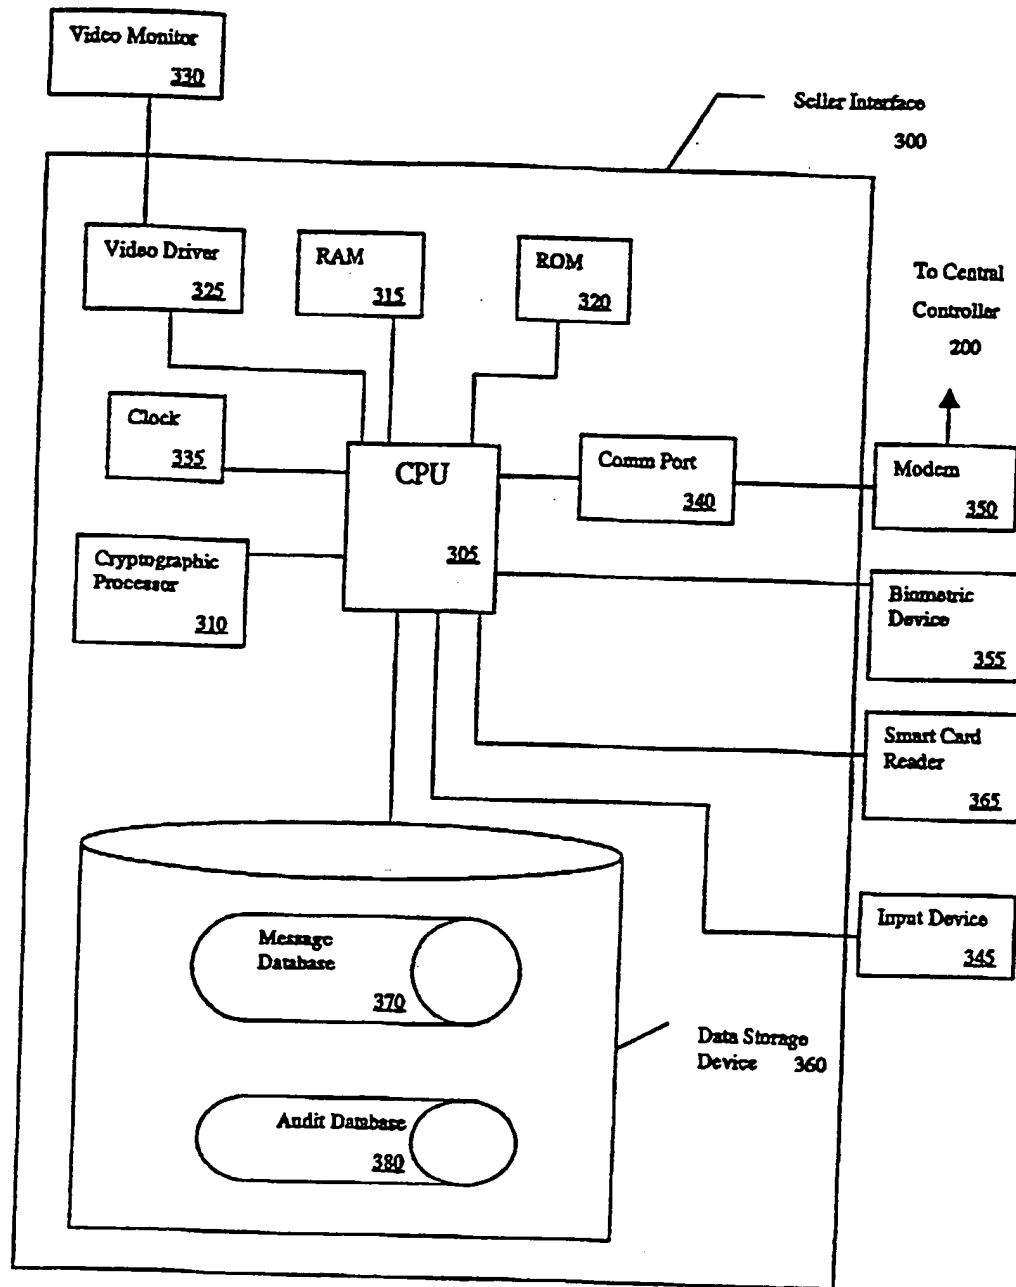 Video Monitor
330
Seller Interface
300
Video Driver
325
RAM
315
ROM
320
To Central
Controller
200
Clock
335
CPU
305
Comm Port
340
Modem
350
Cryptographic
Processor
310
Biometric
Device
355
Smart Card
Reader
365
Input Device
345
Message
Database
370
Data Storage
Device 360
Audit Database
380